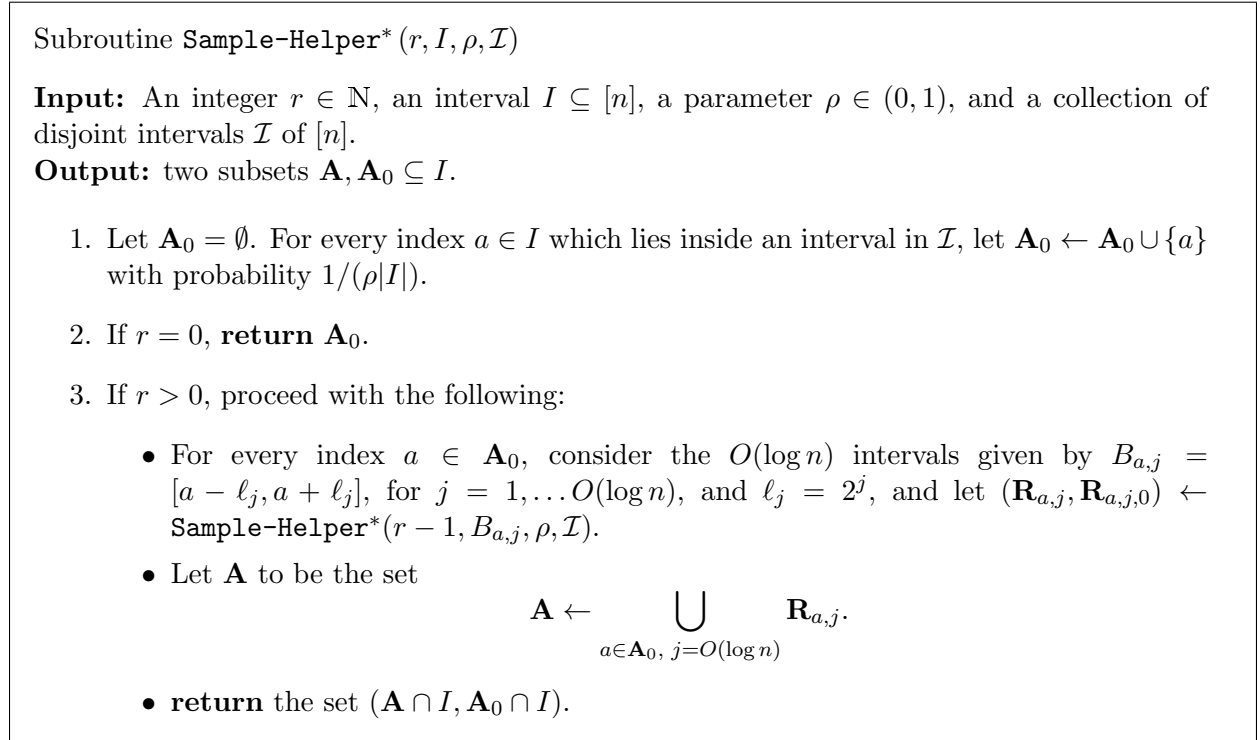 Subroutine Sample-Helper*(r, I, ρ, ℐ)
Input: An integer r ∈ ℕ, an interval I ⊆ [n], a parameter ρ ∈ (0, 1), and a collection of
disjoint intervals ℐ of [n].
Output: two subsets A, A₀ ⊆ I.
1. Let A₀ = ∅. For every index a ∈ I which lies inside an interval in ℐ, let A₀ ← A₀ ∪ {a}
with probability 1/(ρ|I|).
2. If r = 0, return A₀.
3. If r > 0, proceed with the following:
• For every index a ∈ A₀, consider the O(log n) intervals given by B_{a,j} =
[a − ℓ_j, a + ℓ_j], for j = 1, . . . O(log n), and ℓ_j = 2^j, and let (R_{a,j}, R_{a,j,0}) ←
Sample-Helper*(r − 1, B_{a,j}, ρ, ℐ).
• Let A to be the set
A ← ⋃_{a∈A₀, j=O(log n)} R_{a,j}.
• return the set (A ∩ I, A₀ ∩ I).